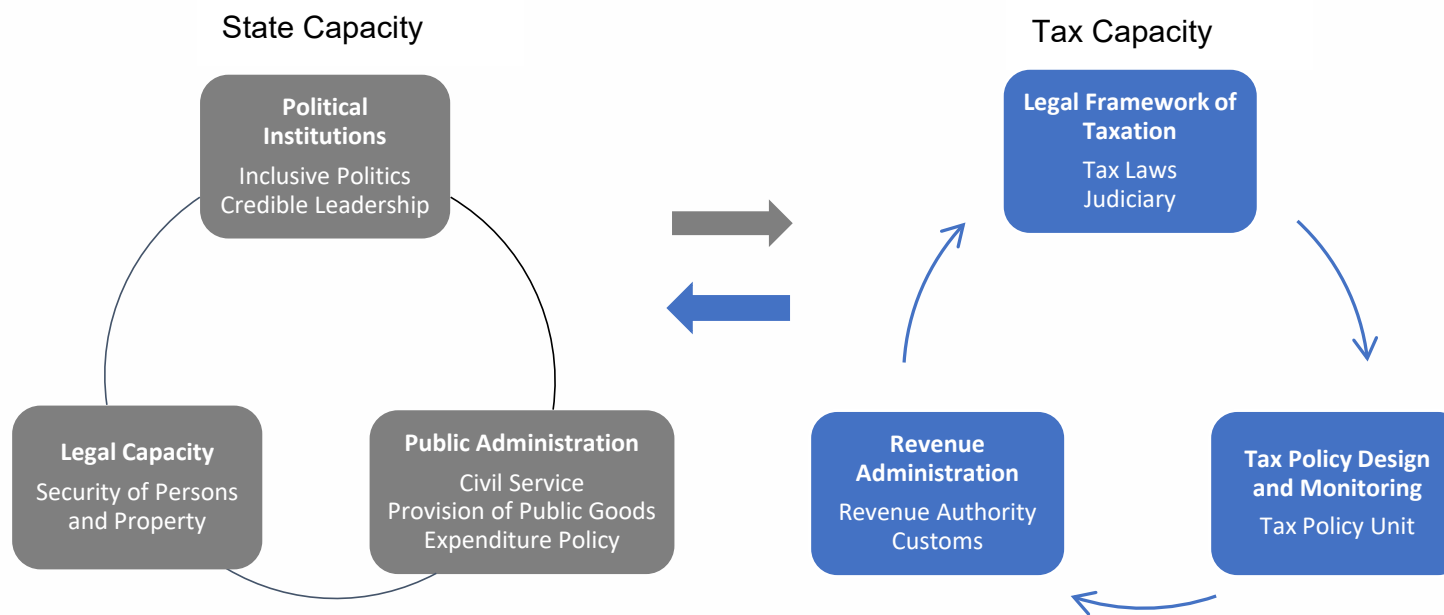 State Capacity
Tax Capacity
Political
Institutions
Inclusive Politics
Credible Leadership
Legal Capacity
Security of Persons
and Property
Public Administration
Civil Service
Provision of Public Goods
Expenditure Policy
Legal Framework of
Taxation
Tax Laws
Judiciary
Revenue
Administration
Revenue Authority
Customs
Tax Policy Design
and Monitoring
Tax Policy Unit